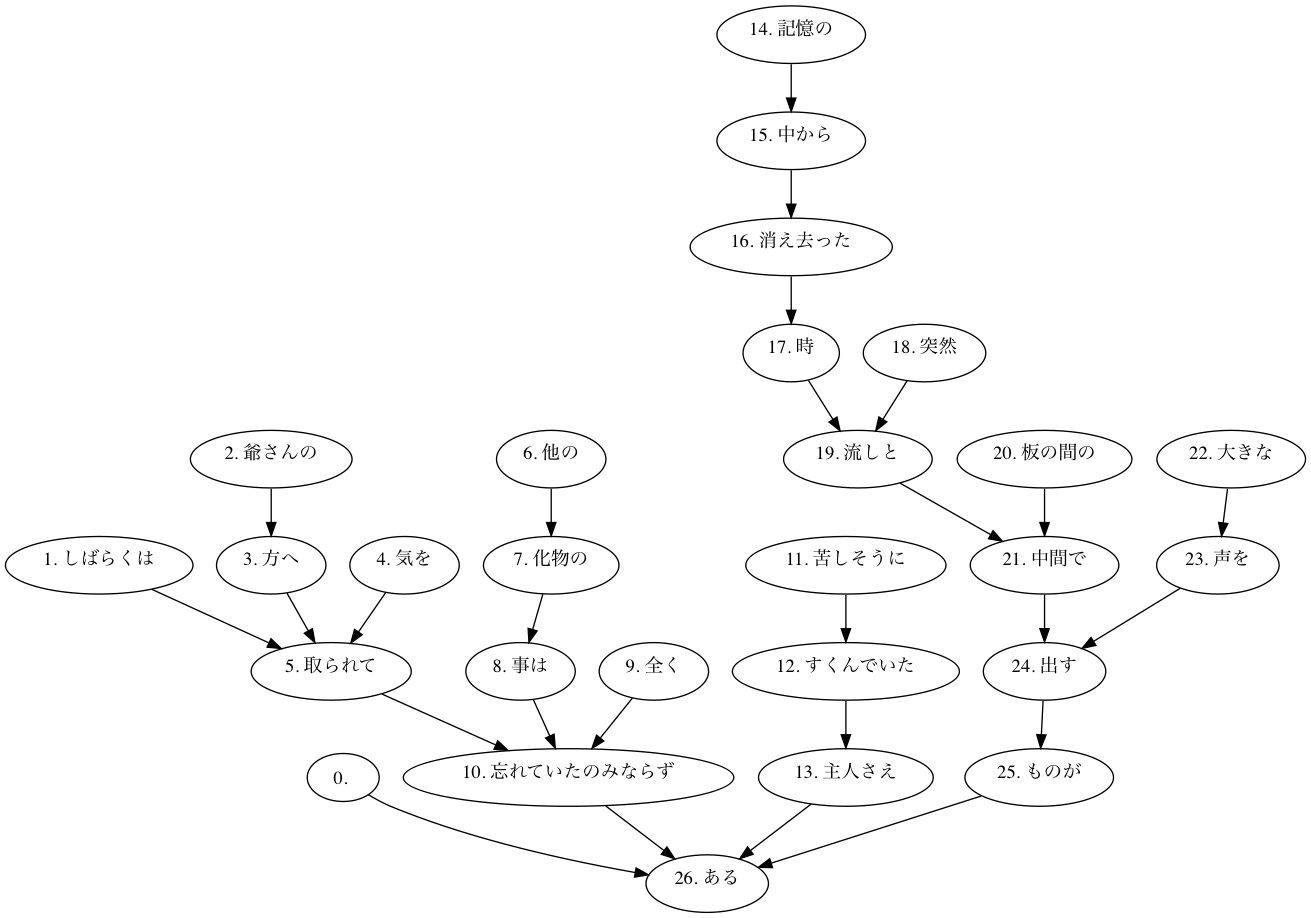 14. 記憶の
15. 中から
16. 消え去った
17. 時
18. 突然
2. 爺さんの
6. 他の
19. 流しと
20. 板の間の
22. 大きな
1. しばらくは
3. 方へ
4. 気を
7. 化物の
11. 苦しそうに
21. 中間で
23. 声を
5. 取られて
8. 事は
9. 全く
12. すくんでいた
24. 出す
0.
10. 忘れていたのみならず
13. 主人さえ
25. ものが
26. ある